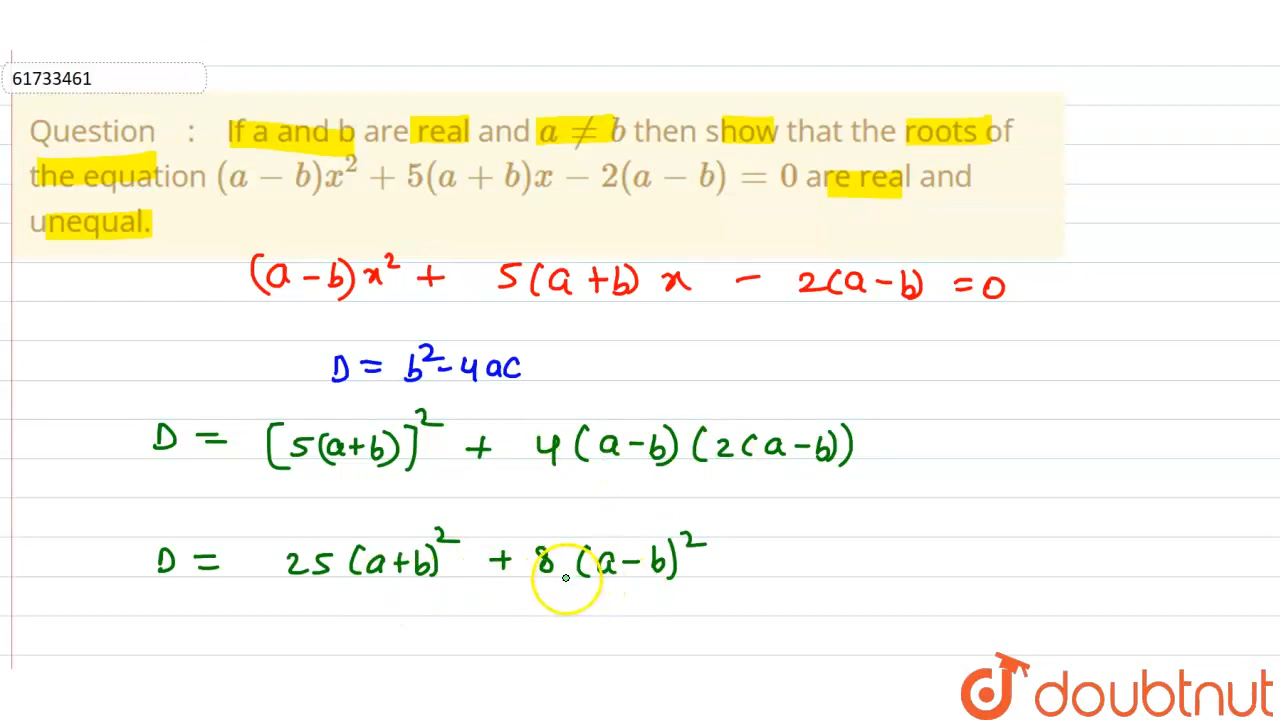 61733461
Question : If a and b are real and a ≠ b then show that the roots of
the equation (a − b)x² + 5(a + b)x − 2(a − b) = 0 are real and
unequal.
(a-b)x² + 5(a+b)x - 2(a-b) = 0
D = b²-4ac
D = [5(a+b)]² + 4(a-b)(2(a-b))
D = 25(a+b)² + 8(a-b)²
doubtnut